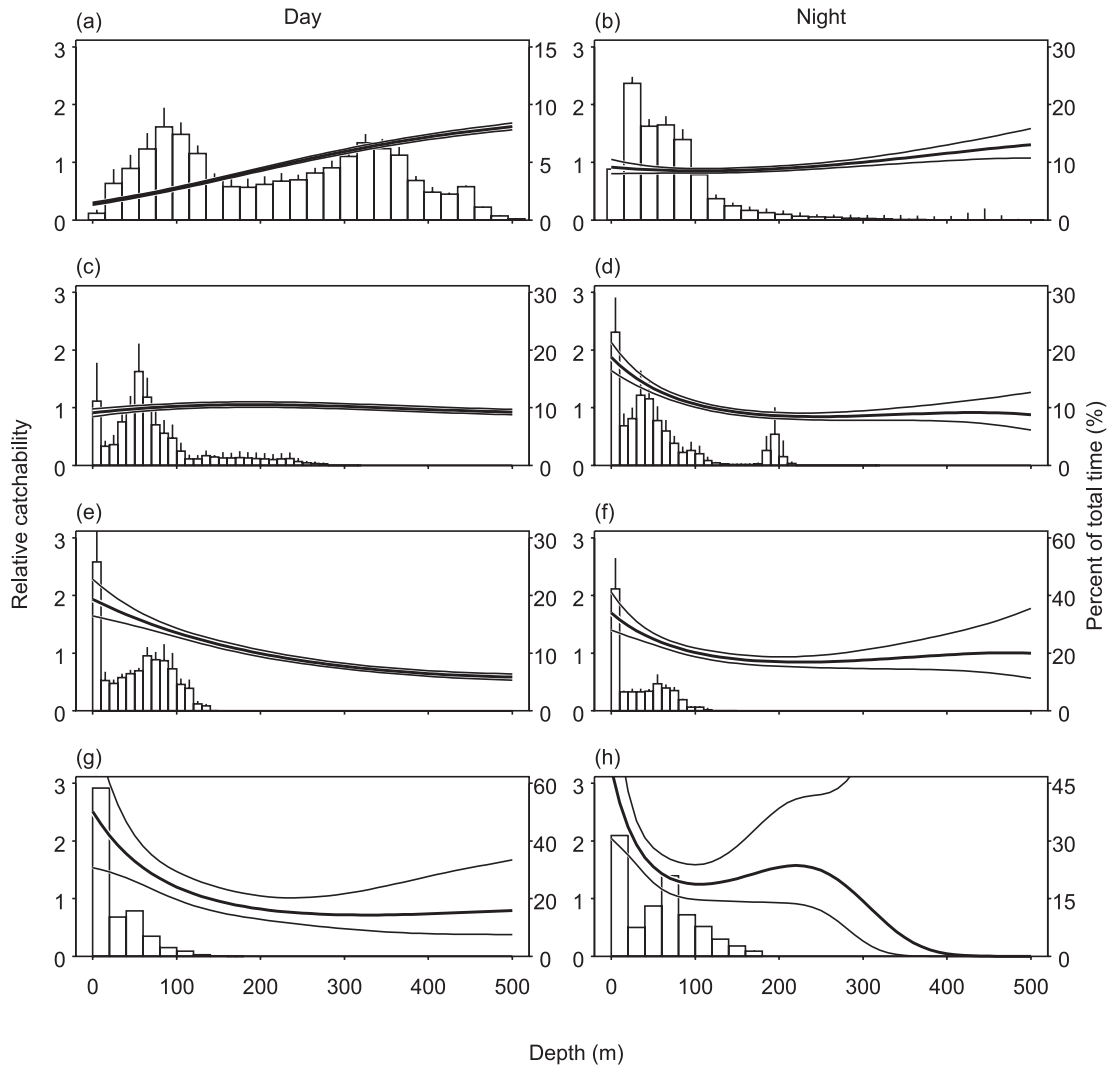 (a) Day (b) Night
3 15 3 30
2 10 2 20
1 5 1 10
0 0 0 0
(c) (d)
3 30 3 30
2 20 2 20
1 10 1 10
0 0 0 0
(e) (f)
3 30 3 60
2 20 2 40
1 10 1 20
0 0 0 0
(g) (h)
3 60 3 45
2 40 2 30
1 20 1 15
0 0 0 0
0 100 200 300 400 500 0 100 200 300 400 500
Depth (m)
Relative catchability
Percent of total time (%)